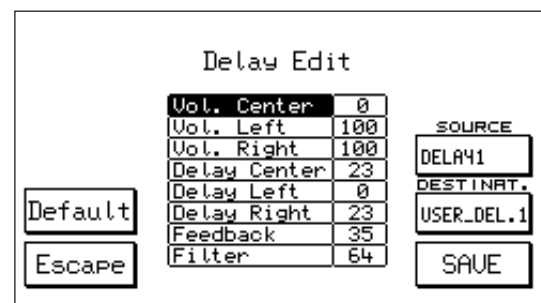 Delay Edit
Vol. Center 0
Vol. Left 100
Vol. Right 100
Delay Center 23
Delay Left 0
Delay Right 23
Feedback 35
Filter 64
Default
Escape
SOURCE
DELAY1
DESTINAT.
USER_DEL.1
SAVE